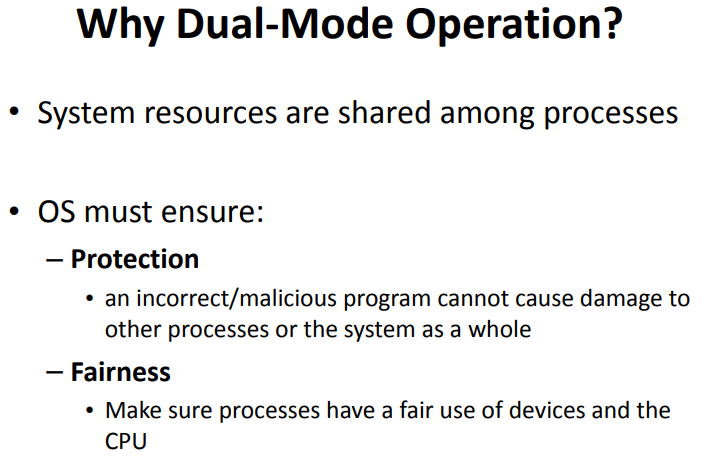 Why Dual-Mode Operation?
• System resources are shared among processes
• OS must ensure:
– Protection
• an incorrect/malicious program cannot cause damage to
other processes or the system as a whole
– Fairness
• Make sure processes have a fair use of devices and the
CPU